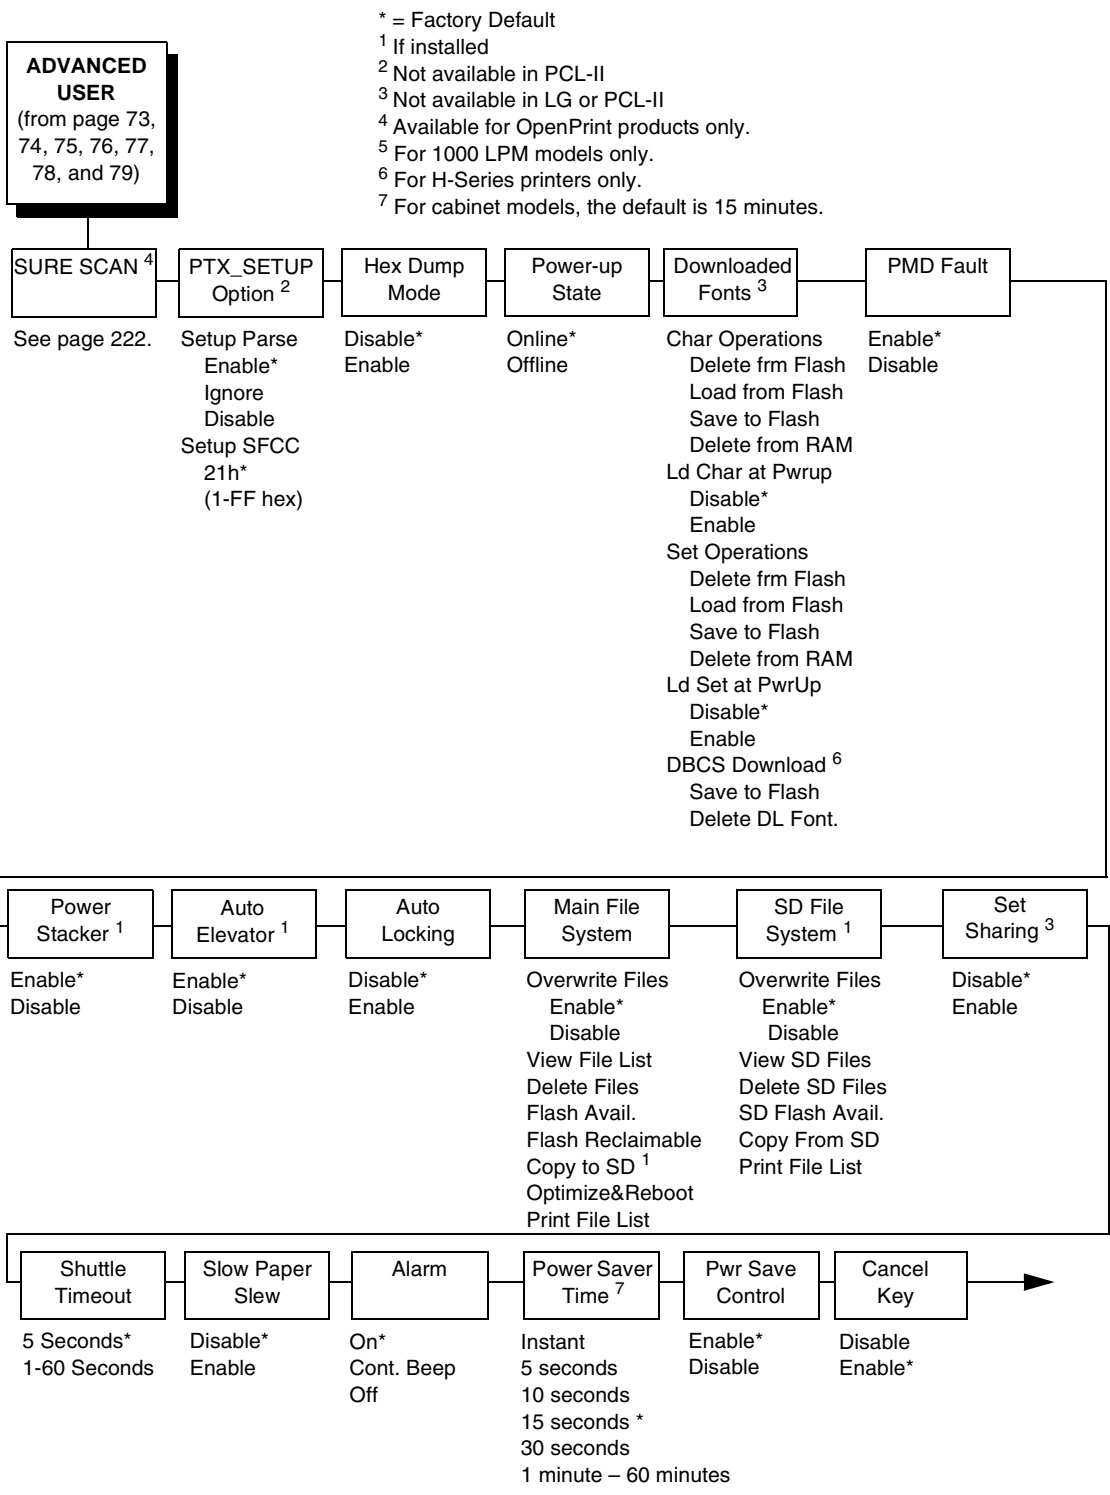 * = Factory Default
1 If installed
2 Not available in PCL-II
3 Not available in LG or PCL-II
4 Available for OpenPrint products only.
5 For 1000 LPM models only.
6 For H-Series printers only.
7 For cabinet models, the default is 15 minutes.
ADVANCED
USER
(from page 73,
74, 75, 76, 77,
78, and 79)
SURE SCAN 4
See page 222.
PTX_SETUP
Option 2
Setup Parse
Enable*
Ignore
Disable
Setup SFCC
21h*
(1-FF hex)
Hex Dump
Mode
Disable*
Enable
Power-up
State
Online*
Offline
Downloaded
Fonts 3
Char Operations
Delete frm Flash
Load from Flash
Save to Flash
Delete from RAM
Ld Char at Pwrup
Disable*
Enable
Set Operations
Delete frm Flash
Load from Flash
Save to Flash
Delete from RAM
Ld Set at PwrUp
Disable*
Enable
DBCS Download 6
Save to Flash
Delete DL Font.
PMD Fault
Enable*
Disable
Power
Stacker 1
Enable*
Disable
Auto
Elevator 1
Enable*
Disable
Auto
Locking
Disable*
Enable
Main File
System
Overwrite Files
Enable*
Disable
View File List
Delete Files
Flash Avail.
Flash Reclaimable
Copy to SD 1
Optimize&Reboot
Print File List
SD File
System 1
Overwrite Files
Enable*
Disable
View SD Files
Delete SD Files
SD Flash Avail.
Copy From SD
Print File List
Set
Sharing 3
Disable*
Enable
Shuttle
Timeout
5 Seconds*
1-60 Seconds
Slow Paper
Slew
Disable*
Enable
Alarm
On*
Cont. Beep
Off
Power Saver
Time 7
Instant
5 seconds
10 seconds
15 seconds *
30 seconds
1 minute – 60 minutes
Pwr Save
Control
Enable*
Disable
Cancel
Key
Disable
Enable*